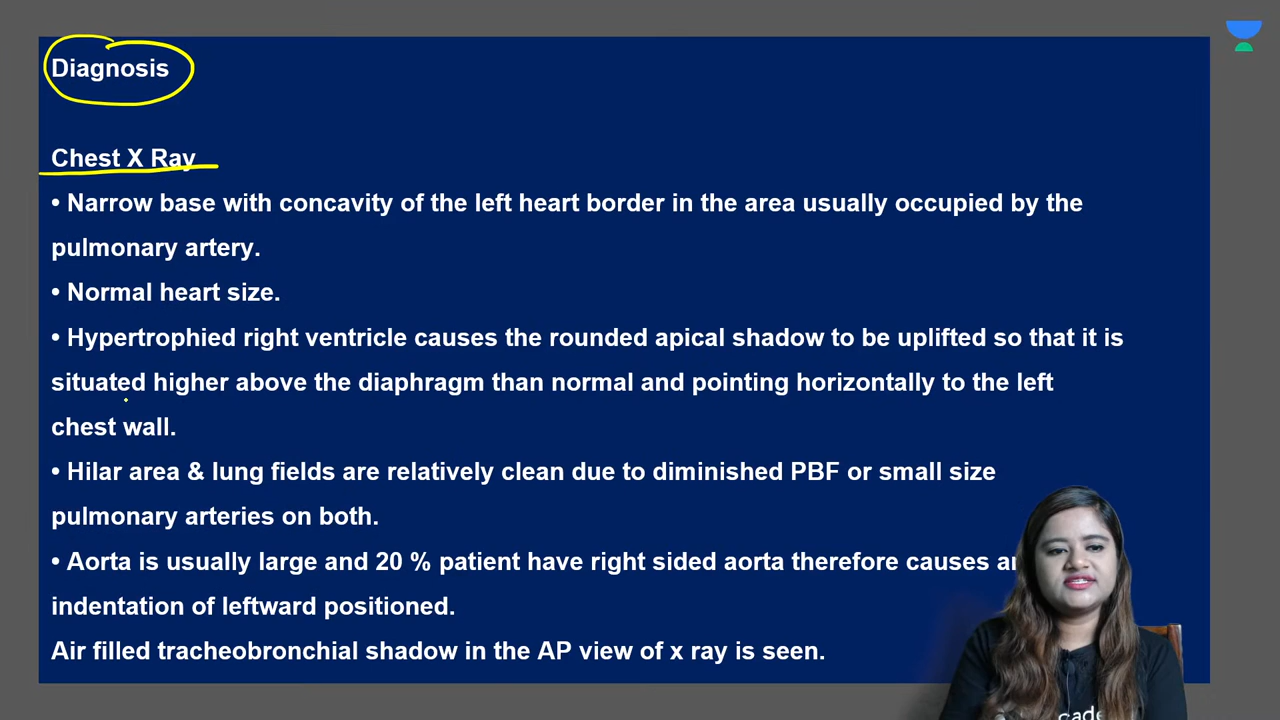 Diagnosis
Chest X Ray
• Narrow base with concavity of the left heart border in the area usually occupied by the
pulmonary artery.
• Normal heart size.
• Hypertrophied right ventricle causes the rounded apical shadow to be uplifted so that it is
situated higher above the diaphragm than normal and pointing horizontally to the left
chest wall.
• Hilar area & lung fields are relatively clean due to diminished PBF or small size
pulmonary arteries on both.
• Aorta is usually large and 20 % patient have right sided aorta therefore causes
indentation of leftward positioned.
Air filled tracheobronchial shadow in the AP view of x ray is seen.